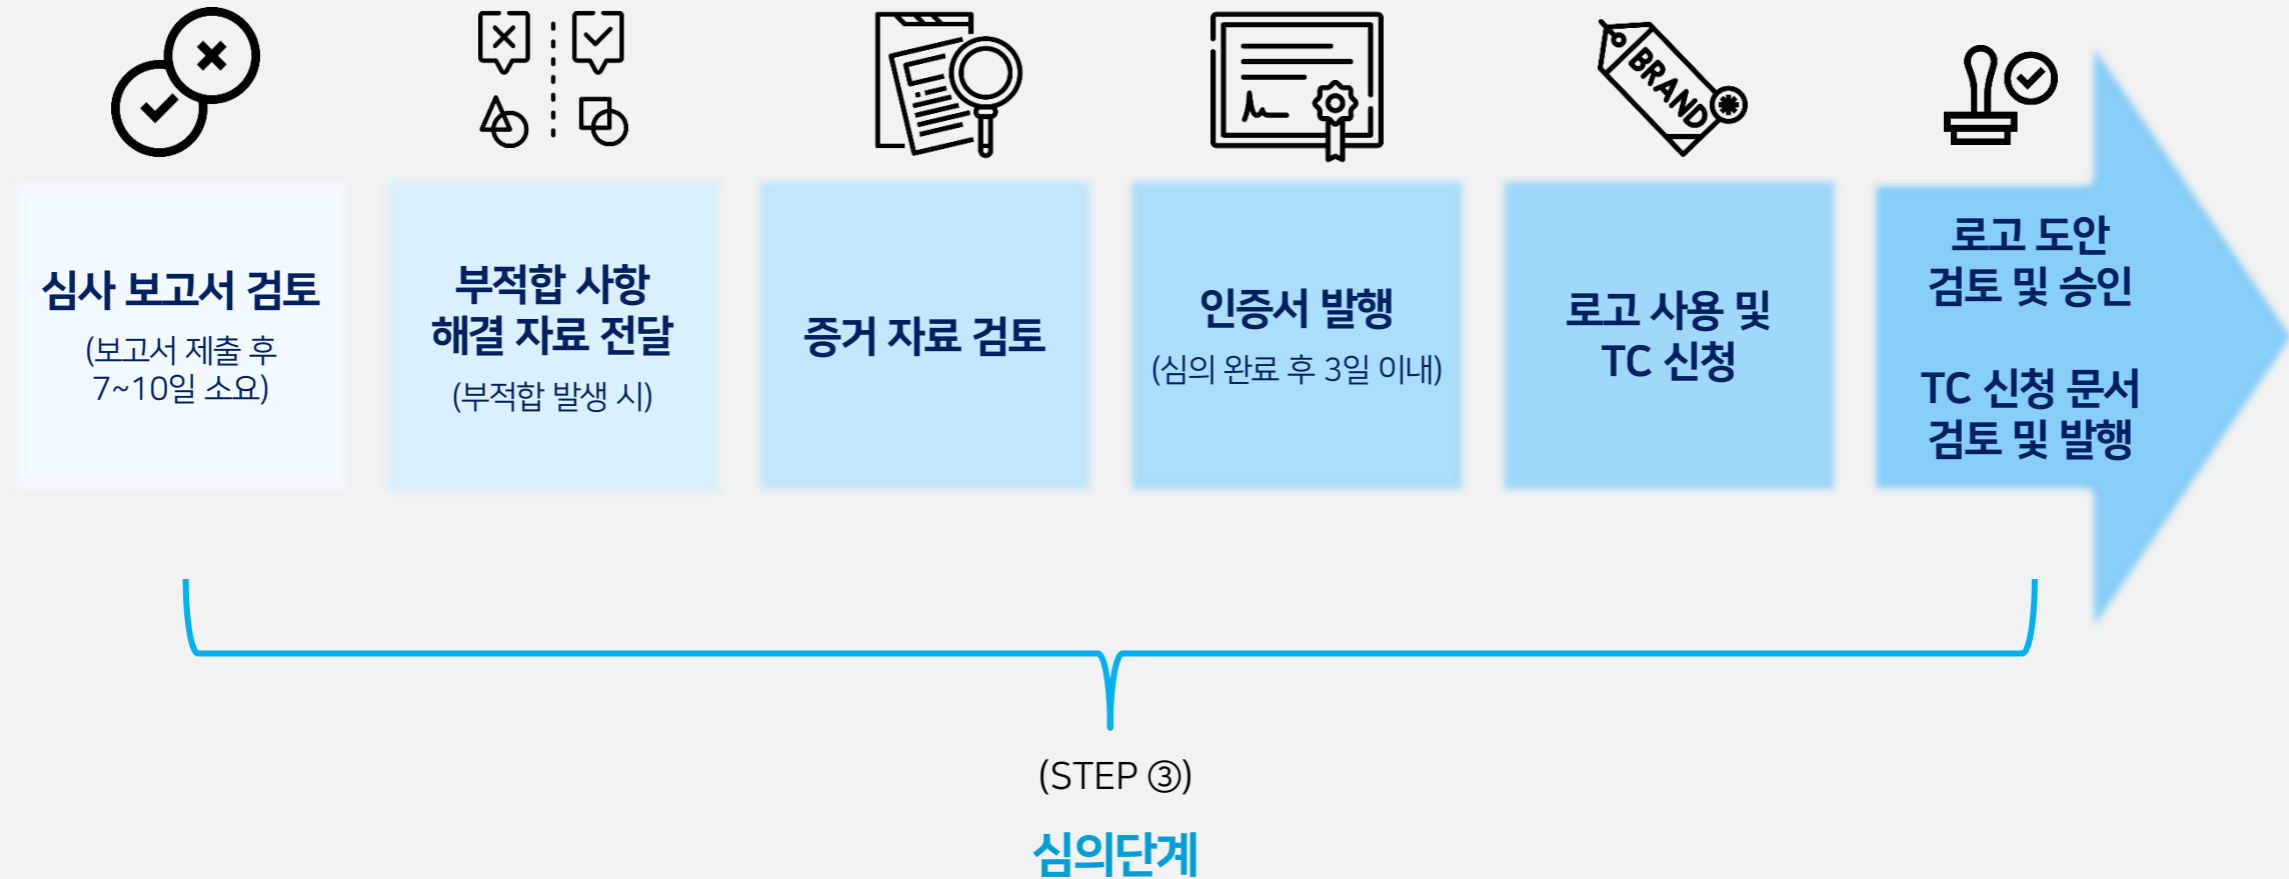 BRAND
심사 보고서 검토
(보고서 제출 후
7~10일 소요)
부적합 사항
해결 자료 전달
(부적합 발생 시)
증거 자료 검토
인증서 발행
(심의 완료 후 3일 이내)
로고 사용 및
TC 신청
로고 도안
검토 및 승인
TC 신청 문서
검토 및 발행
(STEP ③)
심의단계